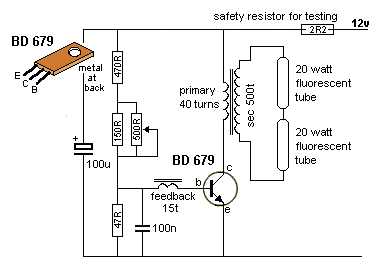 safety resistor for testing
12v
2R2
BD 679
E
C
B
metal
at
back
470R
primary
40 turns
sec 500t
20 watt
fluorescent
tube
150R
500R
20 watt
fluorescent
tube
+
100u
BD 679
c
b
e
feedback
15t
47R
100n